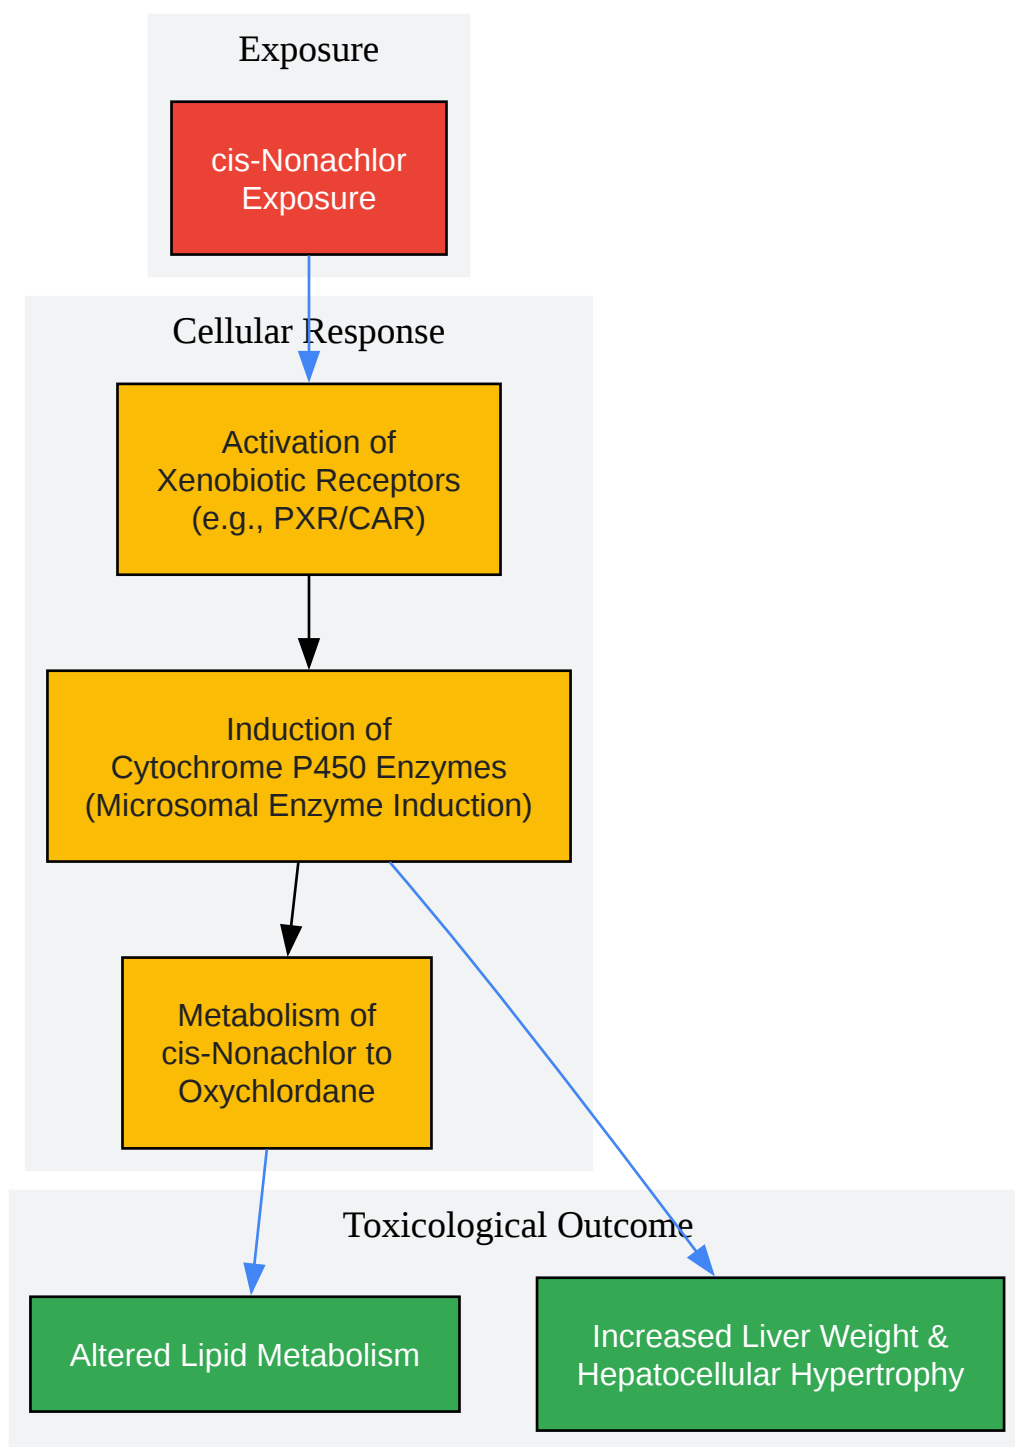 Exposure
cis-Nonachlor
Exposure
Cellular Response
Activation of
Xenobiotic Receptors
(e.g., PXR/CAR)
Induction of
Cytochrome P450 Enzymes
(Microsomal Enzyme Induction)
Metabolism of
cis-Nonachlor to
Oxychlordane
Toxicological Outcome
Altered Lipid Metabolism
Increased Liver Weight &
Hepatocellular Hypertrophy